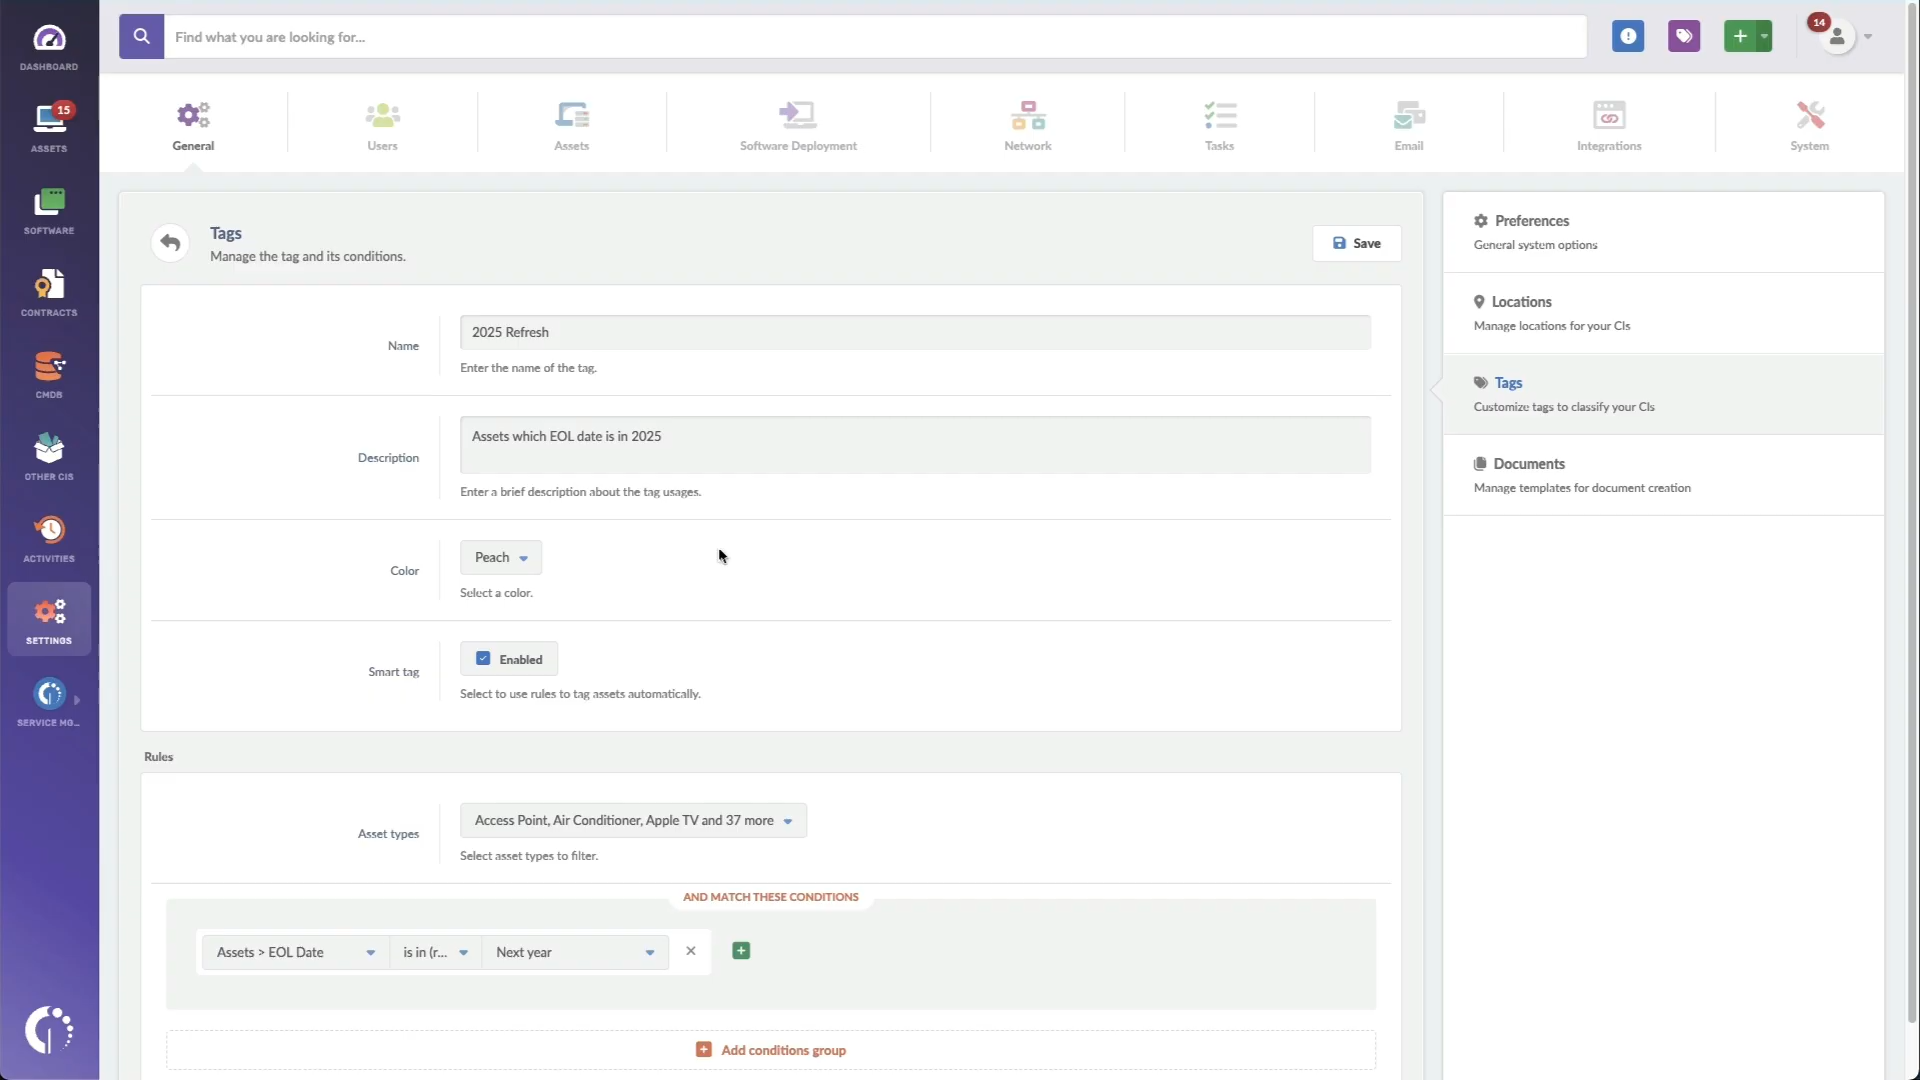 Find what you are looking for...
14
DASHBOARD
15
ASSETS
SOFTWARE
CONTRACTS
CMDB
OTHER CIS
ACTIVITIES
SETTINGS
SERVICE MG...
General
Users
Assets
Software Deployment
Network
Tasks
Email
Integrations
System
Tags
Manage the tag and its conditions.
Save
Name
2025 Refresh
Enter the name of the tag.
Description
Assets which EOL date is in 2025
Enter a brief description about the tag usages.
Color
Peach
Select a color.
Smart tag
Enabled
Select to use rules to tag assets automatically.
Rules
Asset types
Access Point, Air Conditioner, Apple TV and 37 more
Select asset types to filter.
AND MATCH THESE CONDITIONS
Assets > EOL Date
is in (r...
Next year
Add conditions group
Preferences
General system options
Locations
Manage locations for your CIs
Tags
Customize tags to classify your CIs
Documents
Manage templates for document creation